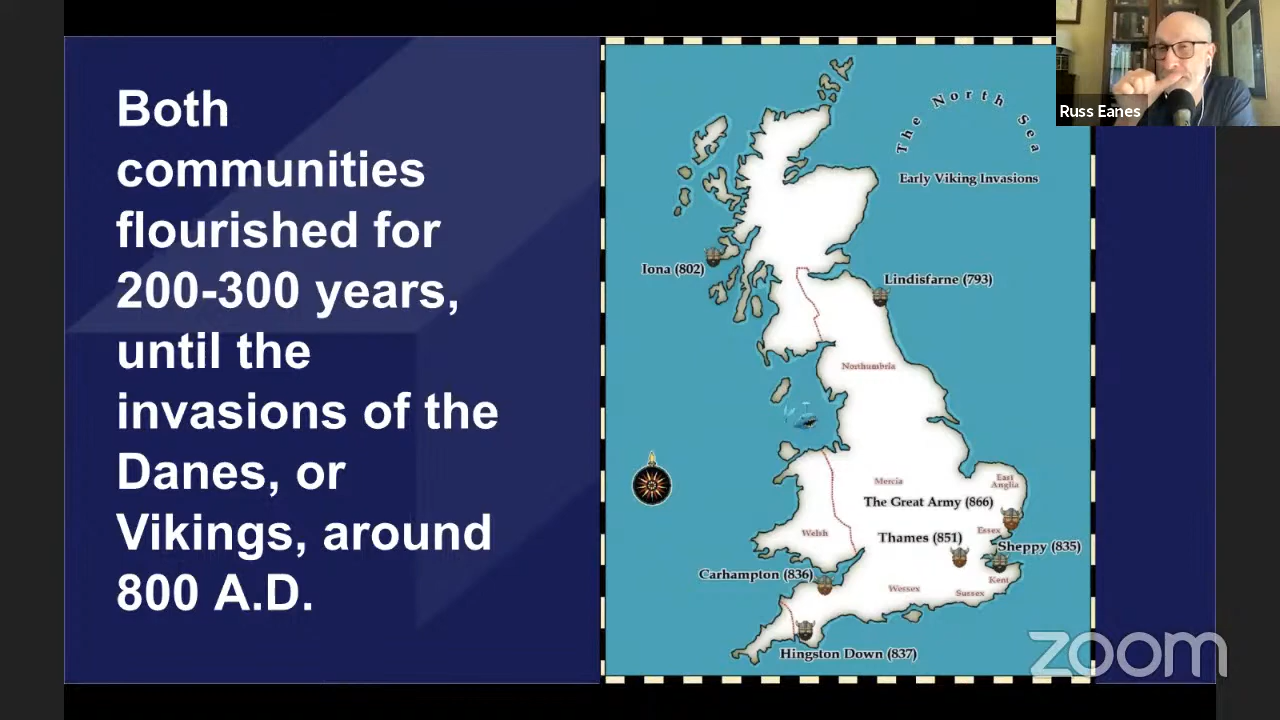 Both
communities
flourished for
200-300 years,
until the
invasions of the
Danes, or
Vikings, around
800 A.D.
The North Sea
Early Viking Invasions
Iona (802)
Lindisfarne (793)
Northumbria
Mercia
East
Anglia
The Great Army (866)
Welsh
Essex
Thames (851)
Sheppy (835)
Carhampton (836)
Kent
Wessex
Sussex
Hingston Down (837)
Russ Eanes
zoom